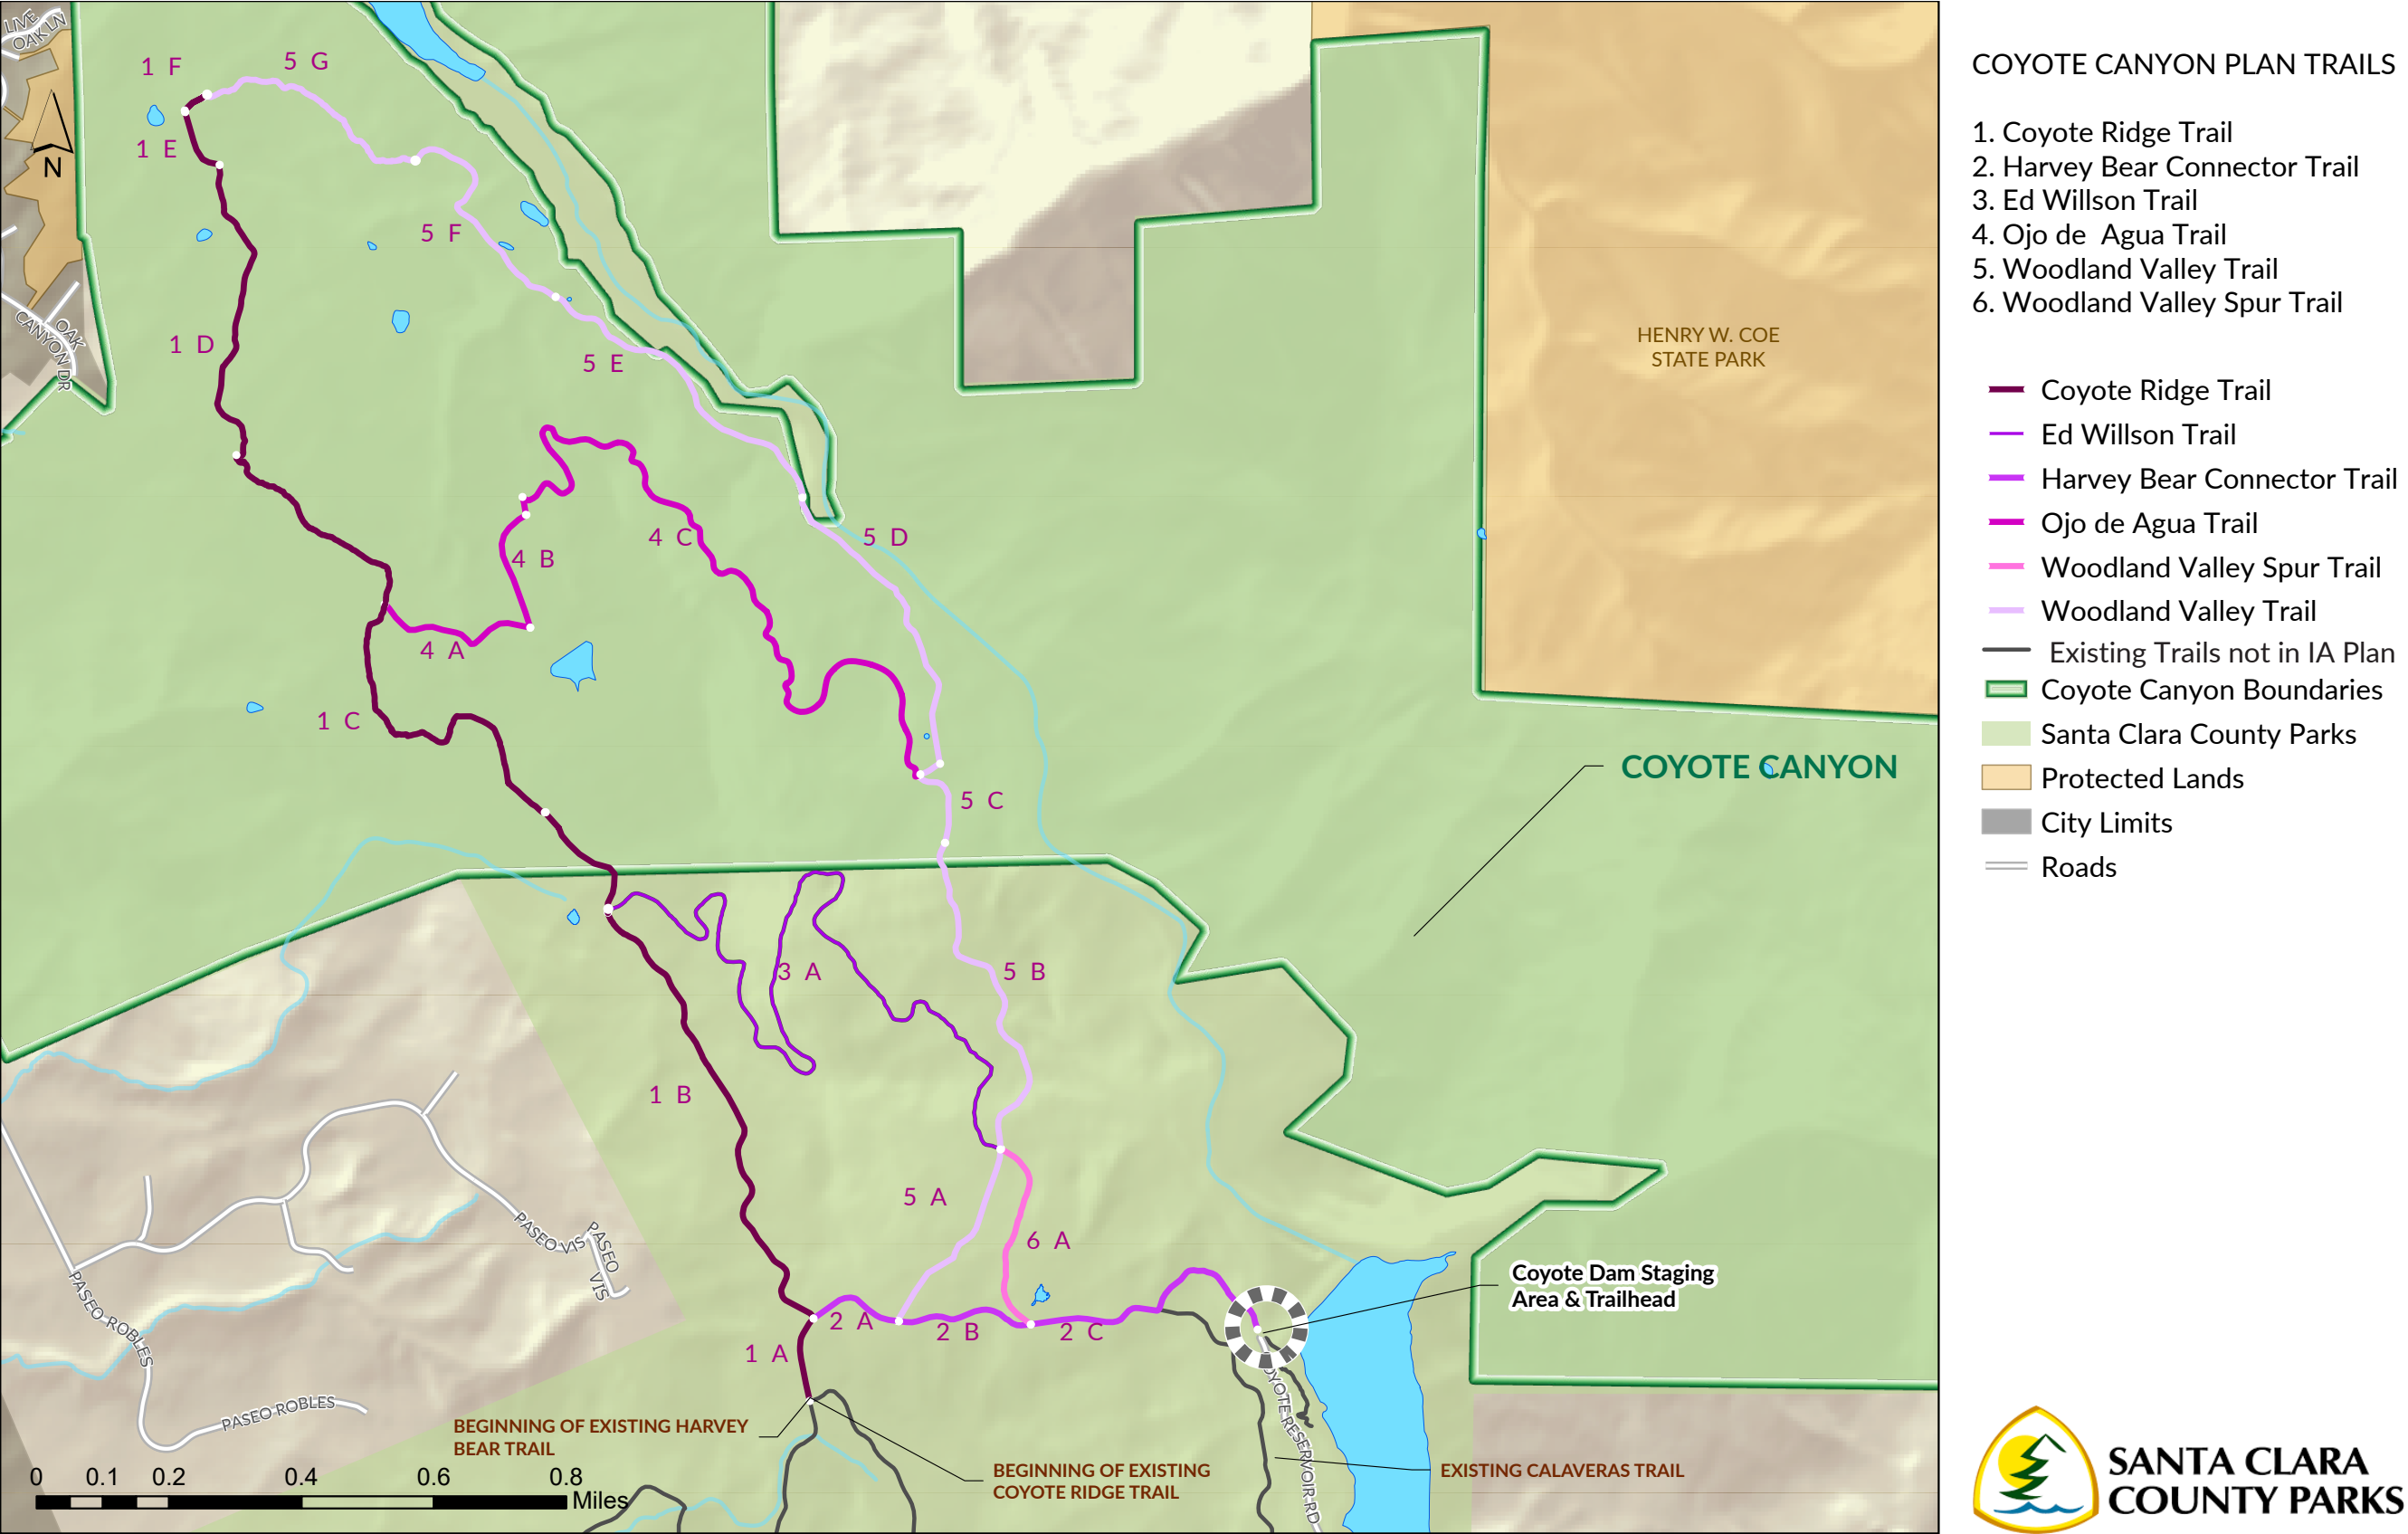 LIVE
OAK LN
1 F
5 G
1 E
N
5 F
OAK
CANYON DR
1 D
5 E
HENRY W. COE
STATE PARK
4 C
5 D
4 B
4 A
1 C
COYOTE CANYON
5 C
3 A
5 B
1 B
5 A
6 A
PASEO VIS
PASEO
VIS
PASEO ROBLES
PASEO ROBLES
Coyote Dam Staging
Area & Trailhead
2 A
2 B
2 C
1 A
BEGINNING OF EXISTING HARVEY
BEAR TRAIL
BEGINNING OF EXISTING
COYOTE RIDGE TRAIL
EXISTING CALAVERAS TRAIL
OYOTE RESERVOIR RD
0 0.1 0.2 0.4 0.6 0.8
Miles
COYOTE CANYON PLAN TRAILS
1. Coyote Ridge Trail
2. Harvey Bear Connector Trail
3. Ed Willson Trail
4. Ojo de Agua Trail
5. Woodland Valley Trail
6. Woodland Valley Spur Trail
Coyote Ridge Trail
Ed Willson Trail
Harvey Bear Connector Trail
Ojo de Agua Trail
Woodland Valley Spur Trail
Woodland Valley Trail
Existing Trails not in IA Plan
Coyote Canyon Boundaries
Santa Clara County Parks
Protected Lands
City Limits
Roads
SANTA CLARA
COUNTY PARKS